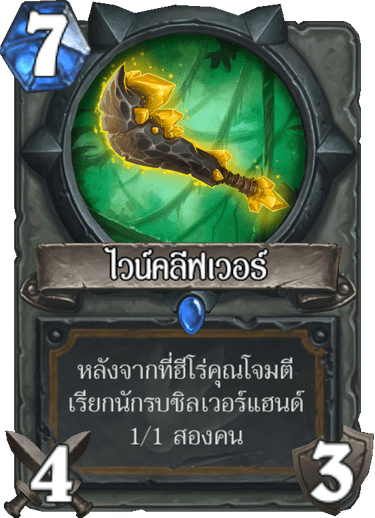 7
ไวน์คลีฟเวอร์
หลังจากที่ฮีโร่คุณโจมตี
เรียกนักรบซิลเวอร์แฮนด์
1/1 สองคน
4
3